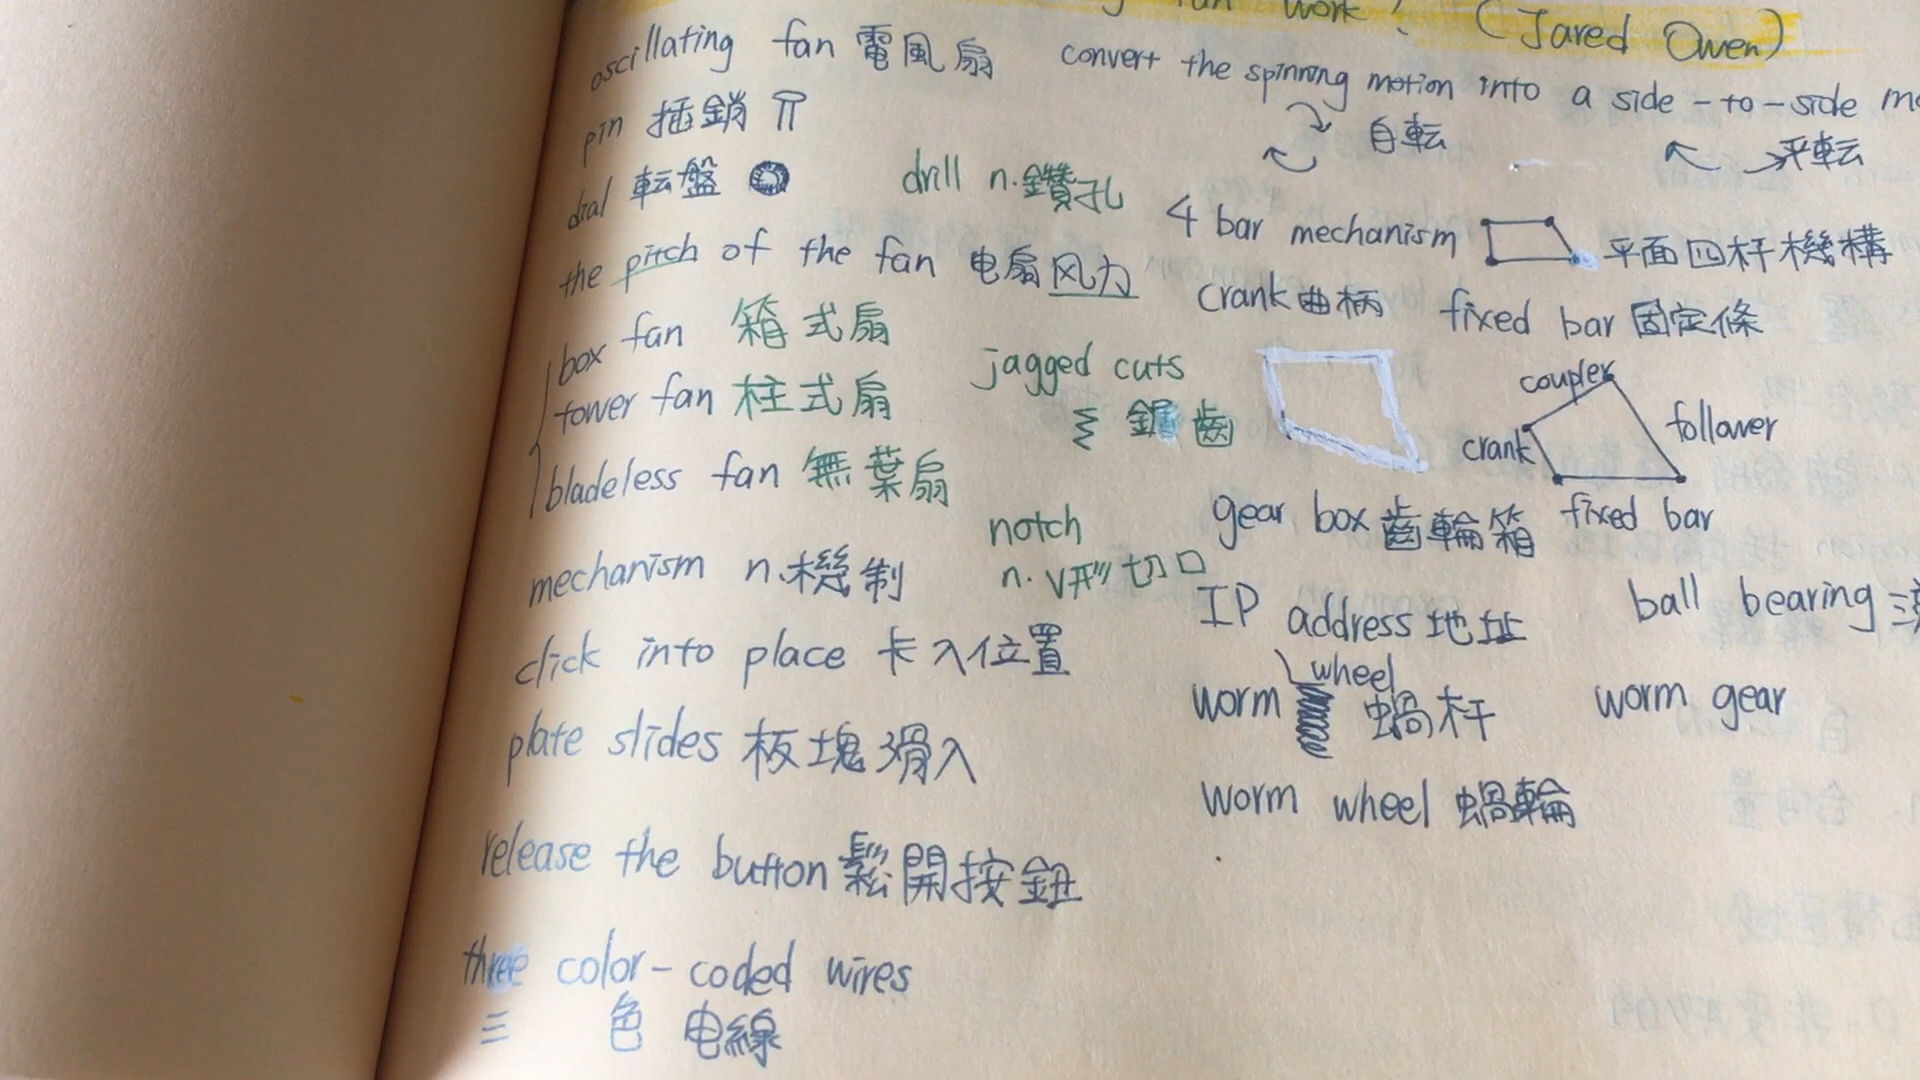 work? (Jared Owen)
oscillating fan 電風扇
pin 插銷
dial 転盤
the pitch of the fan 电扇风力
box fan 箱式扇
tower fan 柱式扇
bladeless fan 無葉扇
mechanism n.機制
click into place 卡入位置
plate slides 板塊滑入
release the button 鬆開按鈕
three color-coded wires
三 色 电線
drill n.鑽孔
jagged cuts
鋸齒
notch
n. V形切口
convert the spinning motion into a side-to-side
自転
平転
4 bar mechanism 平面四杆機構
crank 曲柄 fixed bar 固定條
coupler
crank
follower
fixed bar
gear box 齒輪箱
IP address 地址
ball bearing
wheel
worm 蝸杆
worm gear
worm wheel 蝸輪